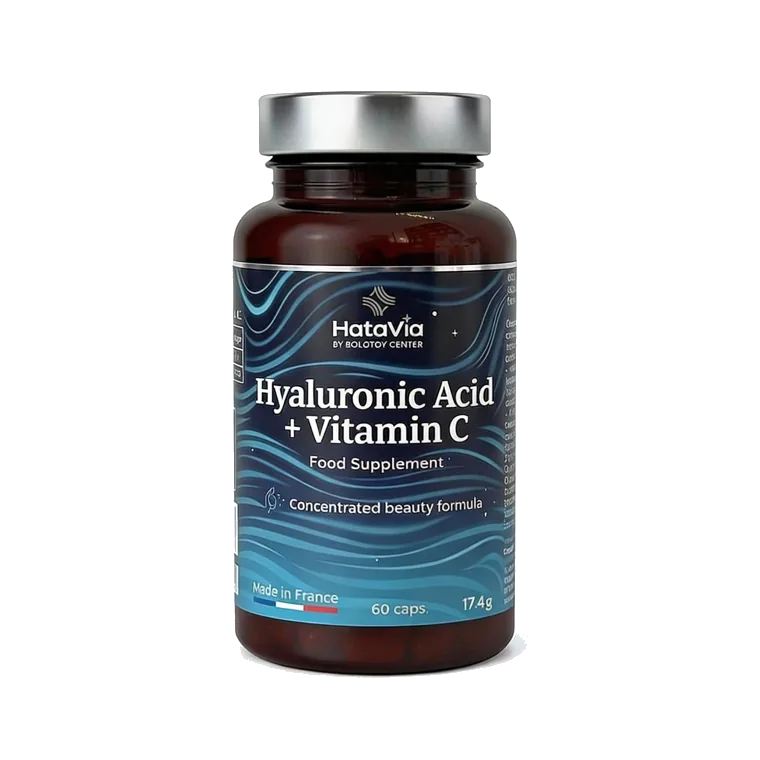 HataVia
BY BOLOTOV CENTER
Hyaluronic Acid
+ Vitamin C
Food Supplement
Concentrated beauty formula
Made in France
60 caps.
17.4g